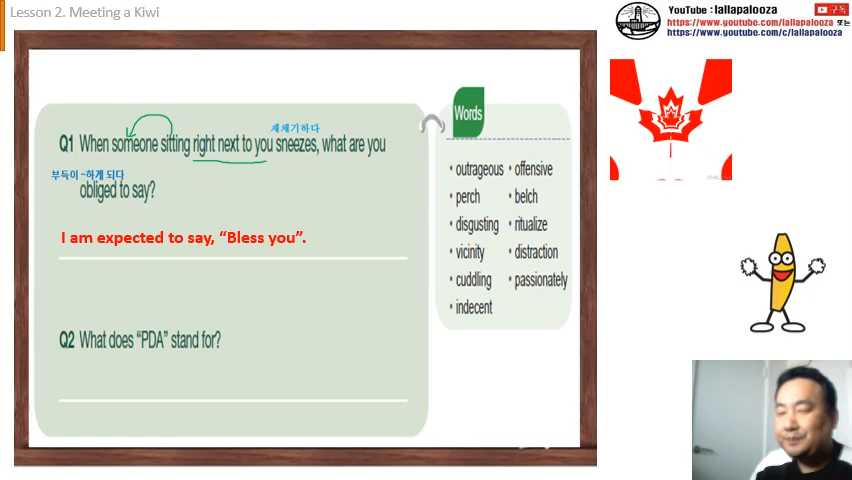 Lesson 2. Meeting a Kiwi
YouTube : lallapalooza
구독
https://www.youtube.com/lallapalooza 또는
https://www.youtube.com/c/lallapalooza
재채기하다
Q1 When someone sitting right next to you sneezes, what are you
부득이 -하게 되다
obliged to say?
I am expected to say, “Bless you”.
Q2 What does “PDA” stand for?
Words
• outrageous • offensive
• perch • belch
• disgusting • ritualize
• vicinity • distraction
• cuddling • passionately
• indecent